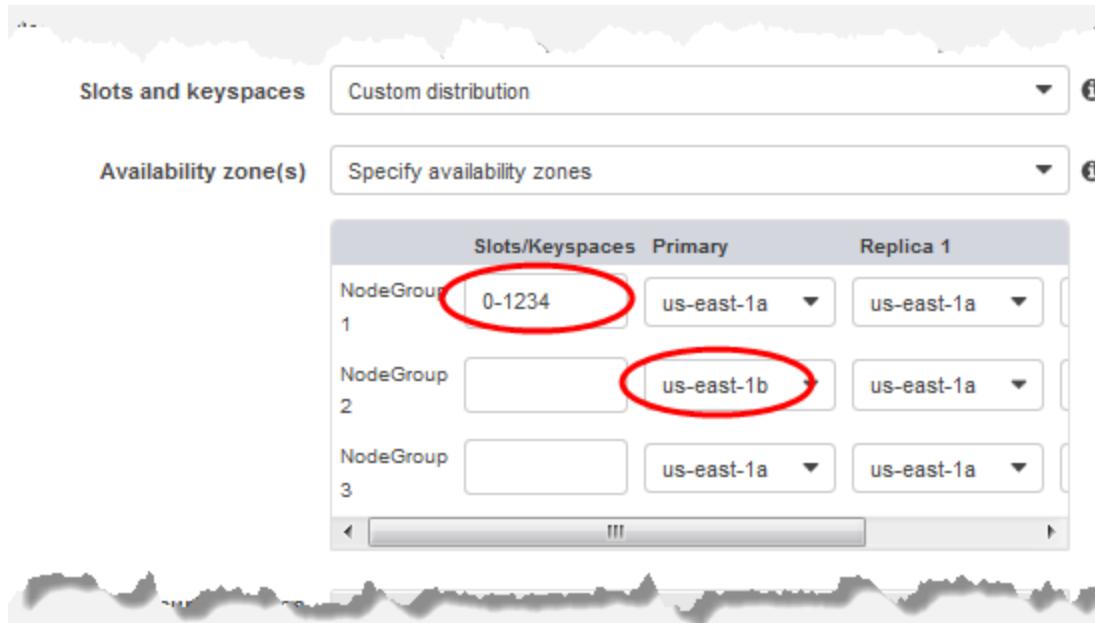 Slots and keyspaces Custom distribution
Availability zone(s) Specify availability zones
Slots/Keyspaces Primary Replica 1
NodeGroup 1 0-1234 us-east-1a us-east-1a
NodeGroup 2 us-east-1b us-east-1a
NodeGroup 3 us-east-1a us-east-1a